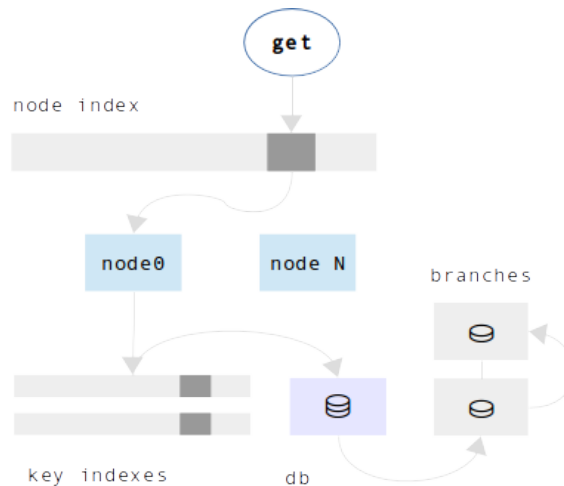 get
node index
node0
node N
branches
key indexes
db